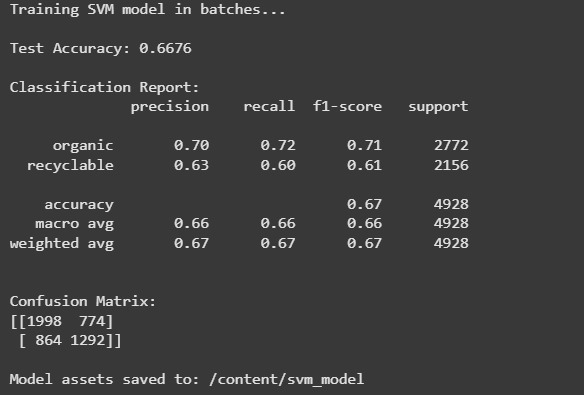 Training SVM model in batches...
Test Accuracy: 0.6676
Classification Report:
precision recall f1-score support
organic 0.70 0.72 0.71 2772
recyclable 0.63 0.60 0.61 2156
accuracy 0.67 4928
macro avg 0.66 0.66 0.66 4928
weighted avg 0.67 0.67 0.67 4928
Confusion Matrix:
[[1998 774]
[ 864 1292]]
Model assets saved to: /content/svm_model